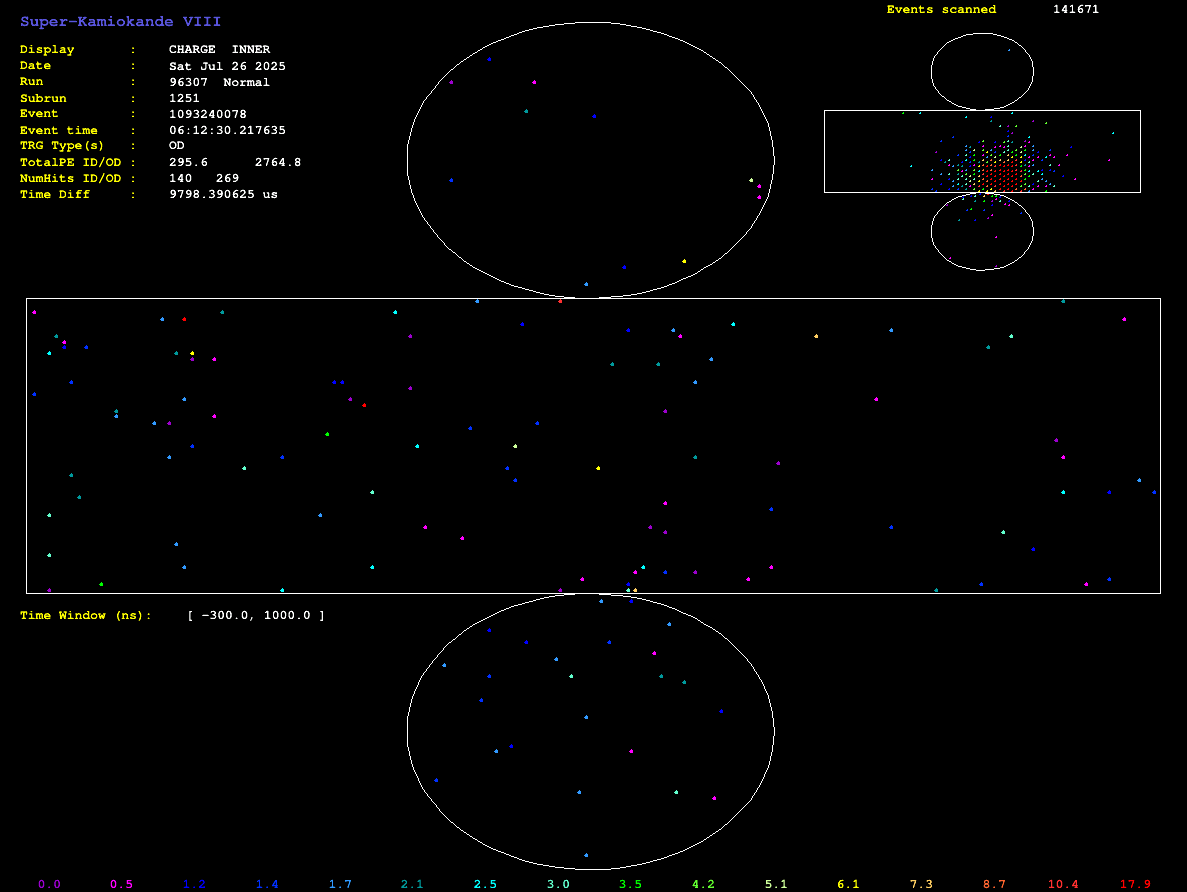 Super-Kamiokande VIII
Events scanned 141671
Display : CHARGE INNER
Date : Sat Jul 26 2025
Run : 96307 Normal
Subrun : 1251
Event : 1093240078
Event time : 06:12:30.217635
TRG Type(s) : OD
TotalPE ID/OD : 295.6 2764.8
NumHits ID/OD : 140 269
Time Diff : 9798.390625 us
Time Window (ns): [ -300.0, 1000.0 ]
0.0 0.5 1.2 1.4 1.7 2.1 2.5 3.0 3.5 4.2 5.1 6.1 7.3 8.7 10.4 17.9